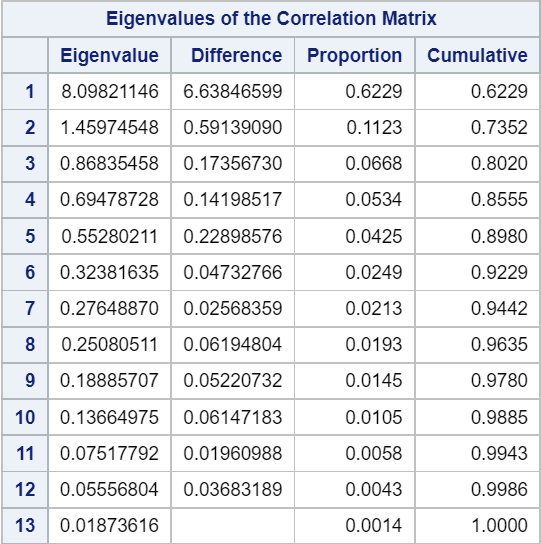 Eigenvalues of the Correlation Matrix
Eigenvalue Difference Proportion Cumulative
1 8.09821146 6.63846599 0.6229 0.6229
2 1.45974548 0.59139090 0.1123 0.7352
3 0.86835458 0.17356730 0.0668 0.8020
4 0.69478728 0.14198517 0.0534 0.8555
5 0.55280211 0.22898576 0.0425 0.8980
6 0.32381635 0.04732766 0.0249 0.9229
7 0.27648870 0.02568359 0.0213 0.9442
8 0.25080511 0.06194804 0.0193 0.9635
9 0.18885707 0.05220732 0.0145 0.9780
10 0.13664975 0.06147183 0.0105 0.9885
11 0.07517792 0.01960988 0.0058 0.9943
12 0.05556804 0.03683189 0.0043 0.9986
13 0.01873616 0.0014 1.0000